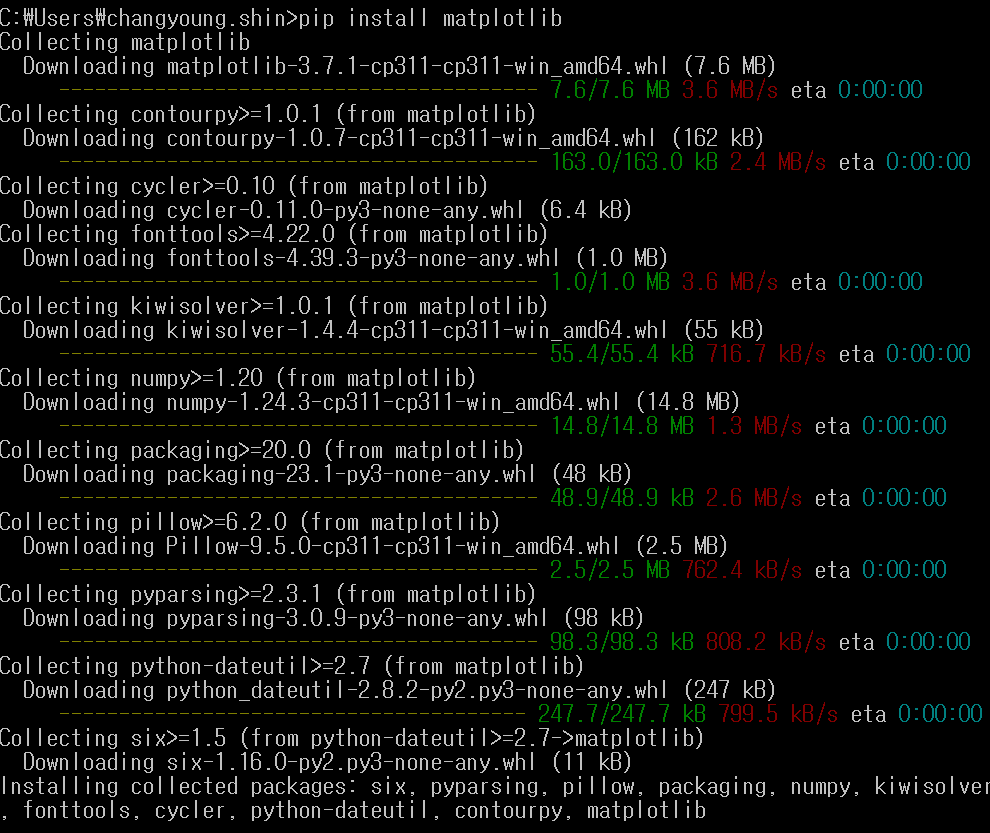 C:₩Users₩changyoung.shin>pip install matplotlib
Collecting matplotlib
Downloading matplotlib-3.7.1-cp311-cp311-win_amd64.whl (7.6 MB)
---------------------------------------- 7.6/7.6 MB 3.6 MB/s eta 0:00:00
Collecting contourpy>=1.0.1 (from matplotlib)
Downloading contourpy-1.0.7-cp311-cp311-win_amd64.whl (162 kB)
---------------------------------------- 163.0/163.0 kB 2.4 MB/s eta 0:00:00
Collecting cycler>=0.10 (from matplotlib)
Downloading cycler-0.11.0-py3-none-any.whl (6.4 kB)
Collecting fonttools>=4.22.0 (from matplotlib)
Downloading fonttools-4.39.3-py3-none-any.whl (1.0 MB)
---------------------------------------- 1.0/1.0 MB 3.6 MB/s eta 0:00:00
Collecting kiwisolver>=1.0.1 (from matplotlib)
Downloading kiwisolver-1.4.4-cp311-cp311-win_amd64.whl (55 kB)
---------------------------------------- 55.4/55.4 kB 716.7 kB/s eta 0:00:00
Collecting numpy>=1.20 (from matplotlib)
Downloading numpy-1.24.3-cp311-cp311-win_amd64.whl (14.8 MB)
---------------------------------------- 14.8/14.8 MB 1.3 MB/s eta 0:00:00
Collecting packaging>=20.0 (from matplotlib)
Downloading packaging-23.1-py3-none-any.whl (48 kB)
---------------------------------------- 48.9/48.9 kB 2.6 MB/s eta 0:00:00
Collecting pillow>=6.2.0 (from matplotlib)
Downloading Pillow-9.5.0-cp311-cp311-win_amd64.whl (2.5 MB)
---------------------------------------- 2.5/2.5 MB 762.4 kB/s eta 0:00:00
Collecting pyparsing>=2.3.1 (from matplotlib)
Downloading pyparsing-3.0.9-py3-none-any.whl (98 kB)
---------------------------------------- 98.3/98.3 kB 808.2 kB/s eta 0:00:00
Collecting python-dateutil>=2.7 (from matplotlib)
Downloading python_dateutil-2.8.2-py2.py3-none-any.whl (247 kB)
--------------------------------------- 247.7/247.7 kB 799.5 kB/s eta 0:00:00
Collecting six>=1.5 (from python-dateutil>=2.7->matplotlib)
Downloading six-1.16.0-py2.py3-none-any.whl (11 kB)
Installing collected packages: six, pyparsing, pillow, packaging, numpy, kiwisolver
, fonttools, cycler, python-dateutil, contourpy, matplotlib